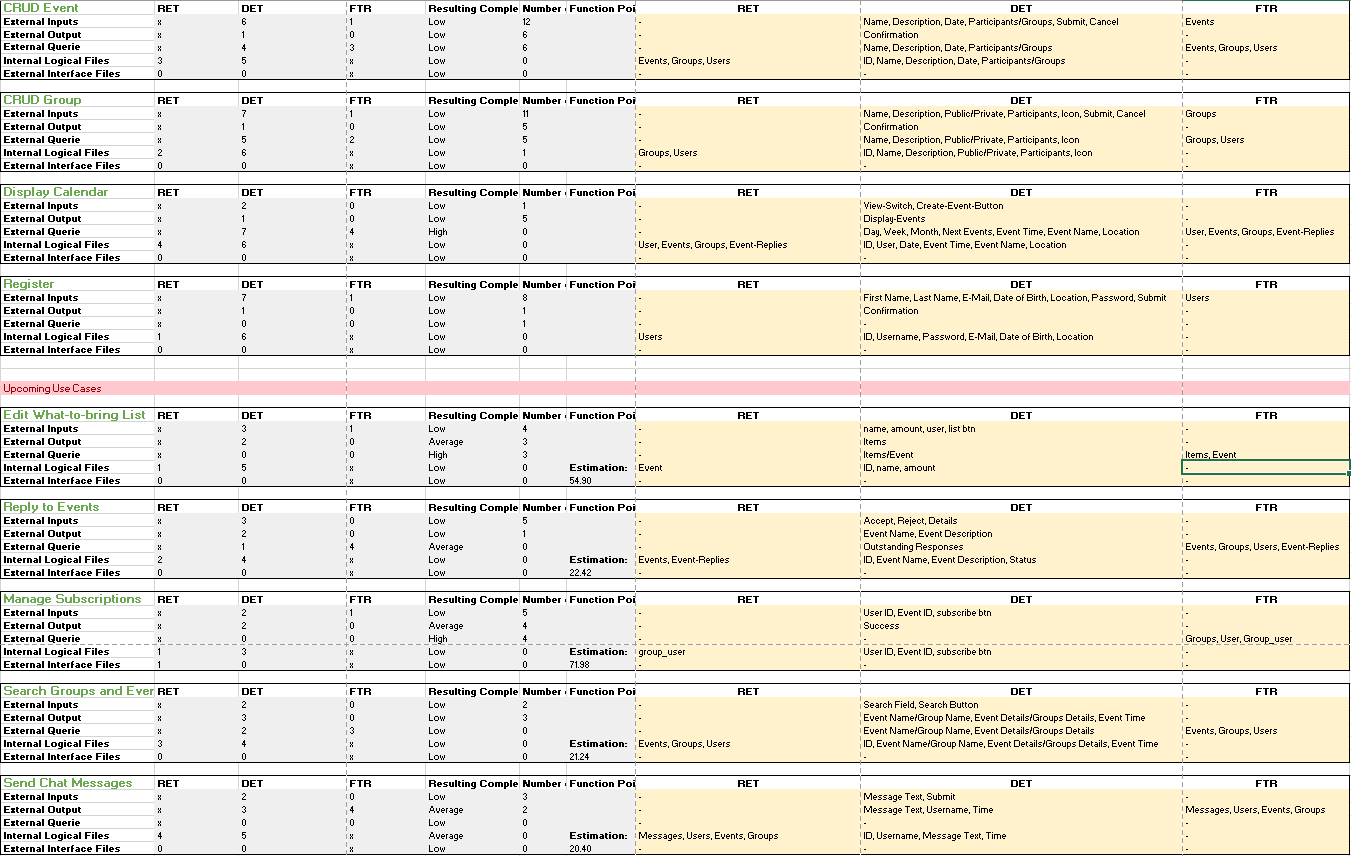 CRUD Event RET DET FTR Resulting Comple Number Function Poi RET DET FTR
External Inputs x 6 1 Low 12 - Name, Description, Date, Participants/Groups, Submit, Cancel Events
External Output x 1 0 Low 6 - Confirmation -
External Querie x 4 3 Low 6 - Name, Description, Date, Participants/Groups Events, Groups, Users
Internal Logical Files 3 5 x Low 0 Events, Groups, Users ID, Name, Description, Date, Participants/Groups -
External Interface Files 0 0 x Low 0 - - -
CRUD Group RET DET FTR Resulting Comple Number Function Poi RET DET FTR
External Inputs x 7 1 Low 11 - Name, Description, Public/Private, Participants, Icon, Submit, Cancel Groups
External Output x 1 0 Low 5 - Confirmation -
External Querie x 5 2 Low 5 - Name, Description, Public/Private, Participants, Icon Groups, Users
Internal Logical Files 2 6 x Low 1 Groups, Users ID, Name, Description, Public/Private, Participants, Icon -
External Interface Files 0 0 x Low 0 - - -
Display Calendar RET DET FTR Resulting Comple Number Function Poi RET DET FTR
External Inputs x 2 0 Low 1 - View-Switch, Create-Event-Button -
External Output x 1 0 Low 5 - Display-Events -
External Querie x 7 4 High 0 - Day, Week, Month, Next Events, Event Time, Event Name, Location User, Events, Groups, Event-Replies
Internal Logical Files 4 6 x Low 0 User, Events, Groups, Event-Replies ID, User, Date, Event Time, Event Name, Location -
External Interface Files 0 0 x Low 0 - - -
Register RET DET FTR Resulting Comple Number Function Poi RET DET FTR
External Inputs x 7 1 Low 8 - First Name, Last Name, E-Mail, Date of Birth, Location, Password, Submit Users
External Output x 1 0 Low 1 - Confirmation -
External Querie x 0 0 Low 1 - - -
Internal Logical Files 1 6 x Low 0 Users ID, Username, Password, E-Mail, Date of Birth, Location -
External Interface Files 0 0 x Low 0 - - -
Upcoming Use Cases
Edit What-to-bring List RET DET FTR Resulting Comple Number Function Poi RET DET FTR
External Inputs x 3 1 Low 4 - name, amount, user, list btn -
External Output x 2 0 Average 3 - Items -
External Querie x 0 0 High 3 - Items/Event Items, Event
Internal Logical Files 1 5 x Low 0 Estimation: Event ID, name, amount -
External Interface Files 0 0 x Low 0 54.90 - - -
Reply to Events RET DET FTR Resulting Comple Number Function Poi RET DET FTR
External Inputs x 3 0 Low 5 - Accept, Reject, Details -
External Output x 2 0 Low 1 - Event Name, Event Description -
External Querie x 1 4 Average 0 - Outstanding Responses Events, Groups, Users, Event-Replies
Internal Logical Files 2 4 x Low 0 Estimation: Events, Event-Replies ID, Event Name, Event Description, Status -
External Interface Files 0 0 x Low 0 22.42 - - -
Manage Subscriptions RET DET FTR Resulting Comple Number Function Poi RET DET FTR
External Inputs x 2 1 Low 5 - User ID, Event ID, subscribe btn -
External Output x 2 0 Average 4 - Success -
External Querie x 0 0 High 4 - - Groups, User, Group_user
Internal Logical Files 1 3 x Low 0 Estimation: group_user User ID, Event ID, subscribe btn -
External Interface Files 1 0 x Low 0 71.98 - - -
Search Groups and Ever RET DET FTR Resulting Comple Number Function Poi RET DET FTR
External Inputs x 2 0 Low 2 - Search Field, Search Button -
External Output x 3 0 Low 3 - Event Name/Group Name, Event Details/Groups Details, Event Time -
External Querie x 2 3 Low 0 - Event Name/Group Name, Event Details/Groups Details Events, Groups, Users
Internal Logical Files 3 4 x Low 0 Estimation: Events, Groups, Users ID, Event Name/Group Name, Event Details/Groups Details, Event Time -
External Interface Files 0 0 x Low 0 21.24 - - -
Send Chat Messages RET DET FTR Resulting Comple Number Function Poi RET DET FTR
External Inputs x 2 0 Low 3 - Message Text, Submit -
External Output x 3 4 Average 2 - Message Text, Username, Time Messages, Users, Events, Groups
External Querie x 0 0 Low 0 - - -
Internal Logical Files 4 5 x Average 0 Estimation: Messages, Users, Events, Groups ID, Username, Message Text, Time -
External Interface Files 0 0 x Low 0 20.40 - - -